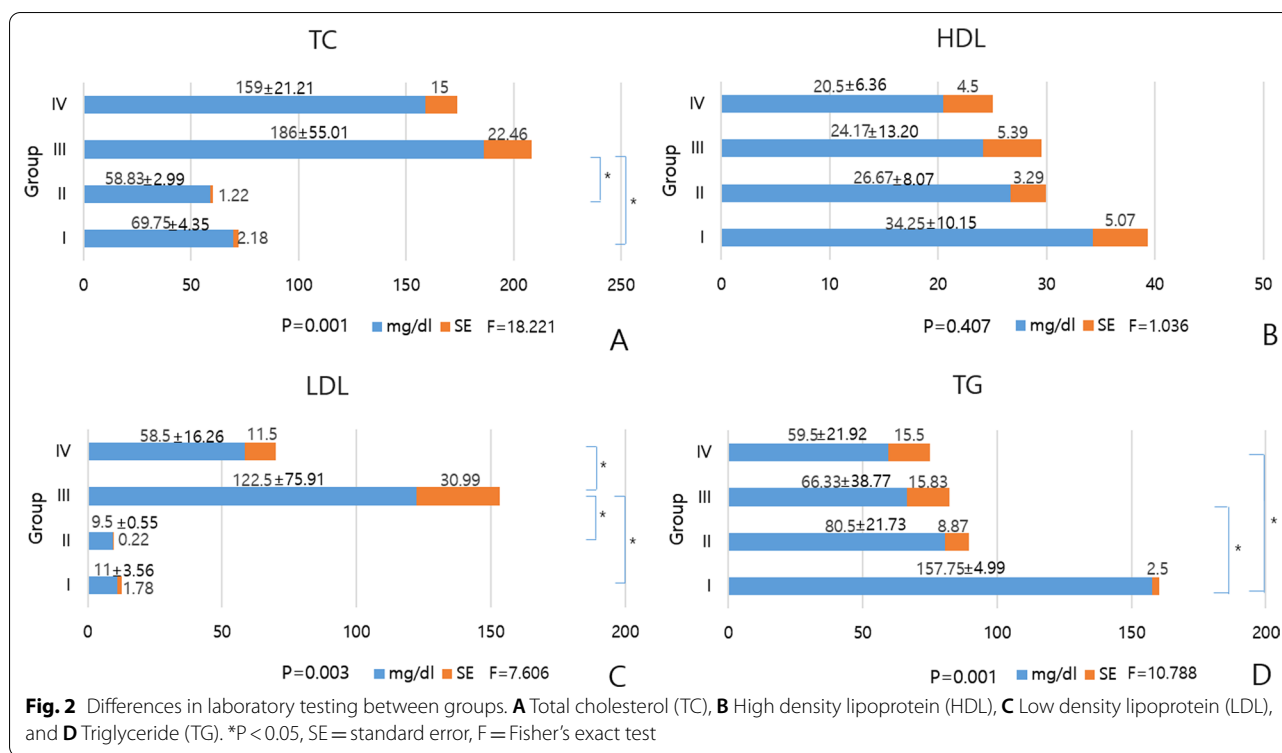 TC
IV 159±21.21 15
III 186±55.01 22.46
II 58.83±2.99 1.22
I 69.75±4.35 2.18
Group
* *
0 50 100 150 200 250
P=0.001 mg/dl SE F=18.221
A
HDL
IV 20.5±6.36 4.5
III 24.17±13.20 5.39
II 26.67±8.07 3.29
I 34.25±10.15 5.07
Group
0 10 20 30 40 50
P=0.407 mg/dl SE F=1.036
B
LDL
IV 58.5±16.26 11.5
III 122.5±75.91 30.99
II 9.5 ±0.55 0.22
I 11±3.56 1.78
Group
* * *
0 50 100 150 200
P=0.003 mg/dl SE F=7.606
C
TG
IV 59.5±21.92 15.5
III 66.33±38.77 15.83
II 80.5±21.73 8.87
I 157.75±4.99 2.5
Group
* *
0 50 100 150 200
P=0.001 mg/dl SE F=10.788
D
Fig. 2 Differences in laboratory testing between groups. A Total cholesterol (TC), B High density lipoprotein (HDL), C Low density lipoprotein (LDL),
and D Triglyceride (TG). *P < 0.05, SE = standard error, F = Fisher's exact test